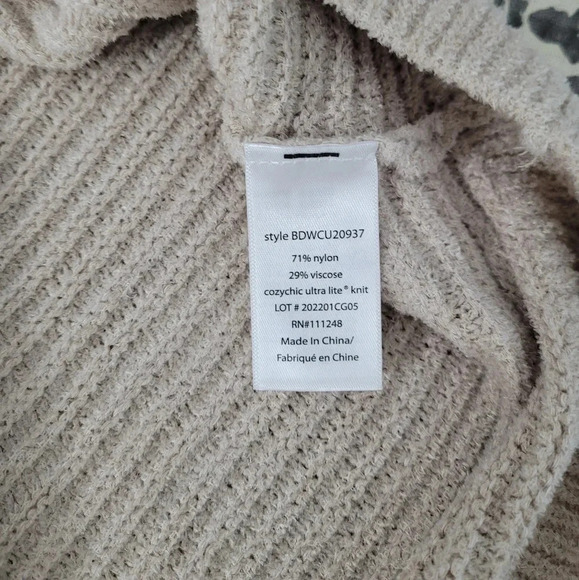 style BDWCU20937
71% nylon
29% viscose
cozychic ultra lite® knit
LOT # 202201CG05
RN#111248
Made In China/
Fabriqué en Chine